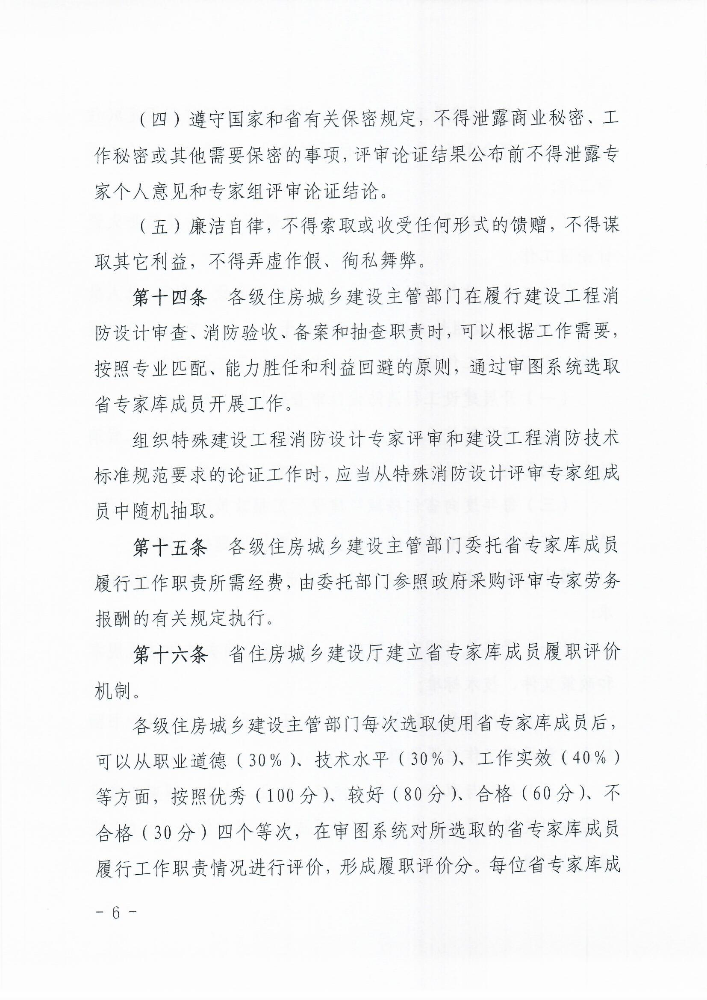 （四）遵守国家和省有关保密规定，不得泄露商业秘密、工
作秘密或其他需要保密的事项，评审论证结果公布前不得泄露专
家个人意见和专家组评审论证结论。
（五）廉洁自律，不得索取或收受任何形式的馈赠，不得谋
取其它利益，不得弄虚作假、徇私舞弊。
第十四条　各级住房城乡建设主管部门在履行建设工程消
防设计审查、消防验收、备案和抽查职责时，可以根据工作需要，
按照专业匹配、能力胜任和利益回避的原则，通过审图系统选取
省专家库成员开展工作。
组织特殊建设工程消防设计专家评审和建设工程消防技术
标准规范要求的论证工作时，应当从特殊消防设计评审专家组成
员中随机抽取。
第十五条　各级住房城乡建设主管部门委托省专家库成员
履行工作职责所需经费，由委托部门参照政府采购评审专家劳务
报酬的有关规定执行。
第十六条　省住房城乡建设厅建立省专家库成员履职评价
机制。
各级住房城乡建设主管部门每次选取使用省专家库成员后，
可以从职业道德（30%）、技术水平（30%）、工作实效（40%）
等方面，按照优秀（100分）、较好（80分）、合格（60分）、不
合格（30分）四个等次，在审图系统对所选取的省专家库成员
履行工作职责情况进行评价，形成履职评价分。每位省专家库成
- 6 -